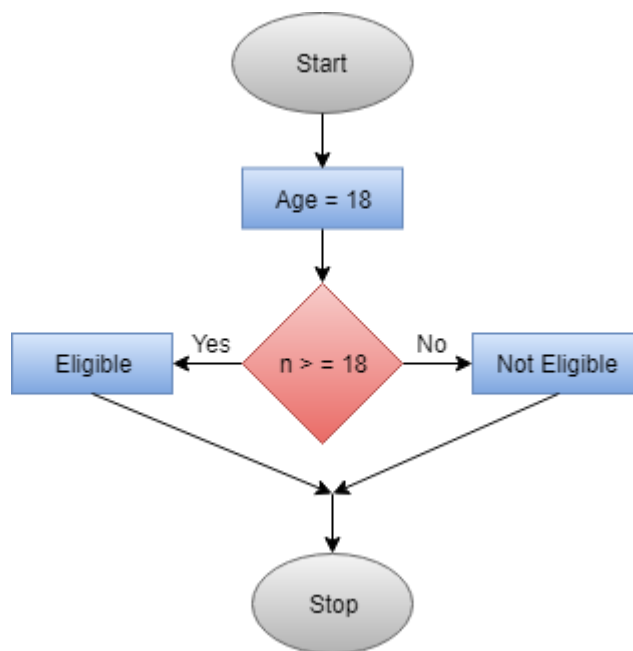 Start
Age = 18
Yes
No
Eligible
n > = 18
Not Eligible
Stop